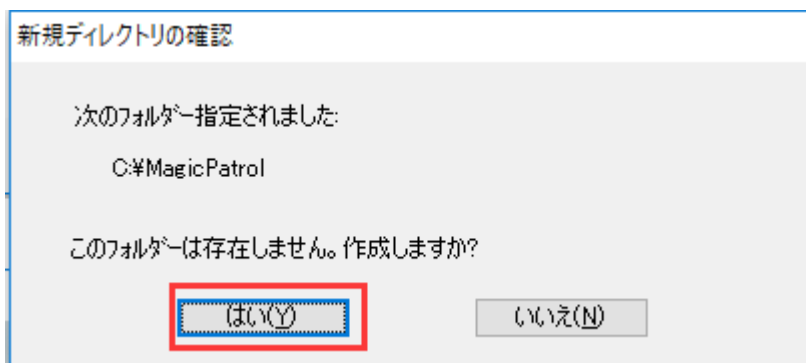 新規ディレクトリの確認
次のフォルダー指定されました:
C:¥MagicPatrol
このフォルダーは存在しません。作成しますか?
はい(Y)
いいえ(N)